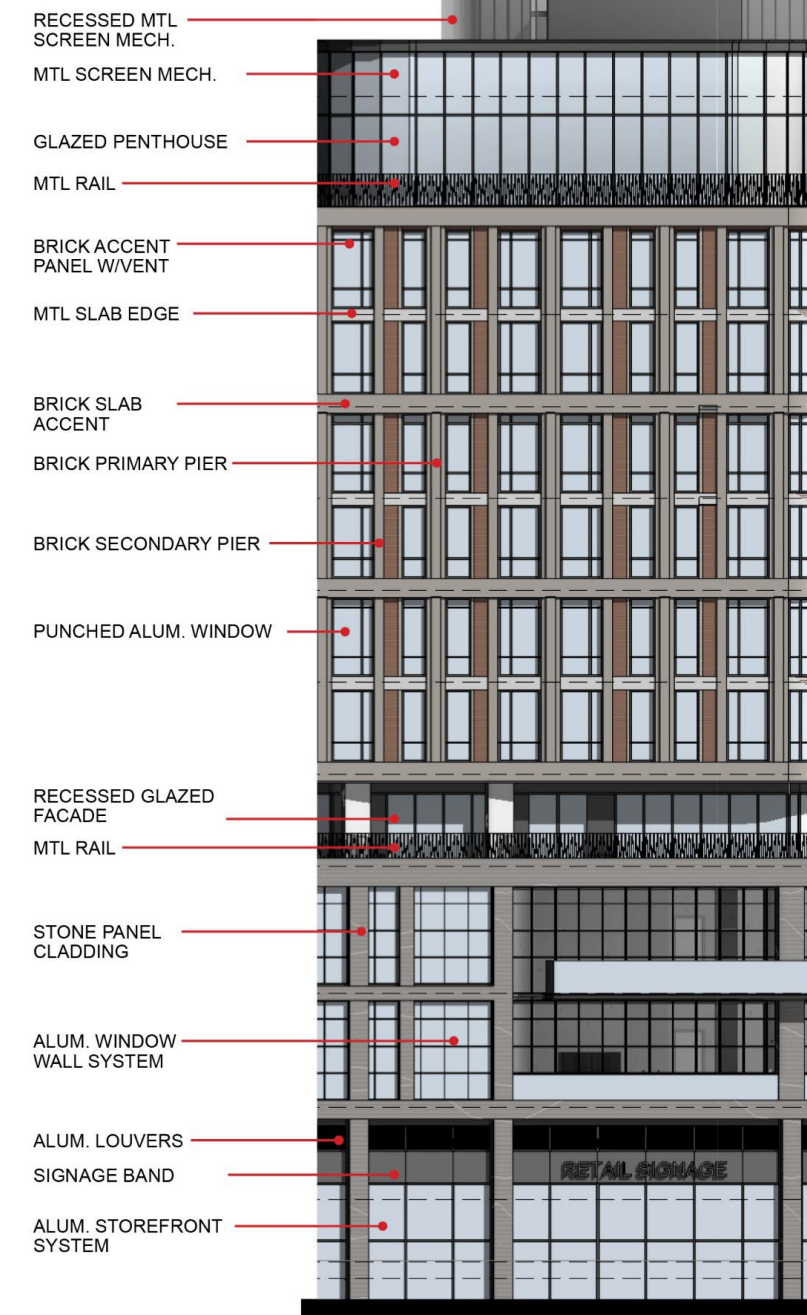 RECESSED MTL
SCREEN MECH.
MTL SCREEN MECH.
GLAZED PENTHOUSE
MTL RAIL
BRICK ACCENT
PANEL W/VENT
MTL SLAB EDGE
BRICK SLAB
ACCENT
BRICK PRIMARY PIER
BRICK SECONDARY PIER
PUNCHED ALUM. WINDOW
RECESSED GLAZED
FACADE
MTL RAIL
STONE PANEL
CLADDING
ALUM. WINDOW
WALL SYSTEM
ALUM. LOUVERS
SIGNAGE BAND
RETAIL SIGNAGE
ALUM. STOREFRONT
SYSTEM